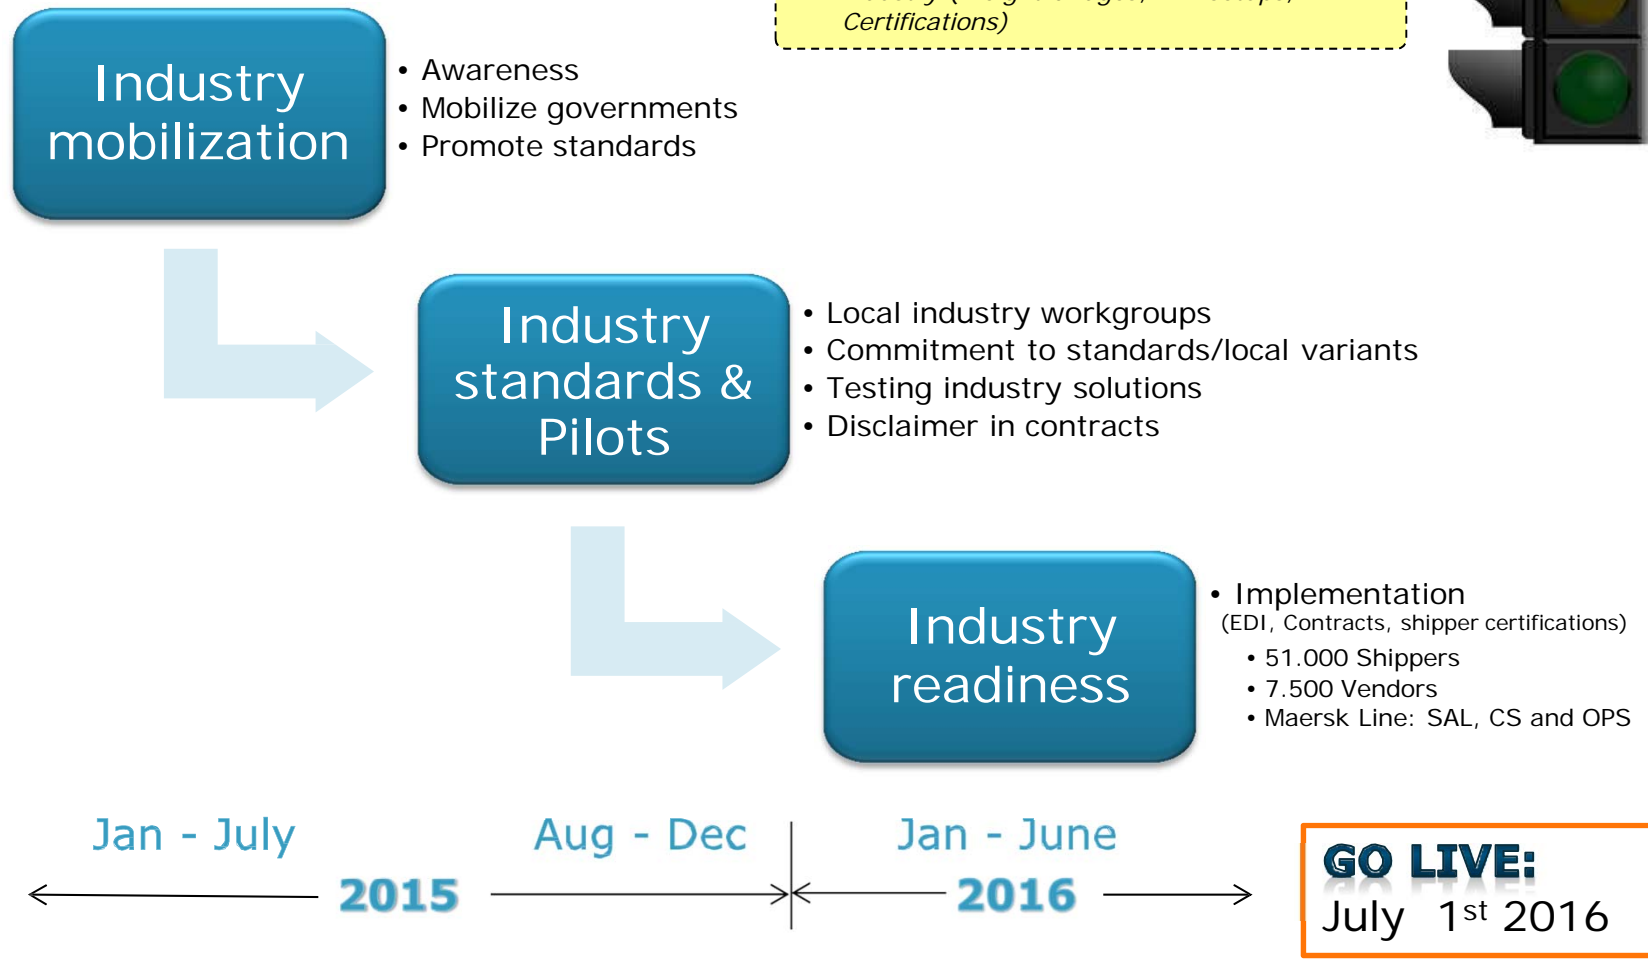 Certifications)
Industry
mobilization
• Awareness
• Mobilize governments
• Promote standards
Industry
standards &
Pilots
• Local industry workgroups
• Commitment to standards/local variants
• Testing industry solutions
• Disclaimer in contracts
Industry
readiness
• Implementation
(EDI, Contracts, shipper certifications)
• 51.000 Shippers
• 7.500 Vendors
• Maersk Line: SAL, CS and OPS
Jan - July
Aug - Dec
Jan - June
2015
2016
GO LIVE:
July 1st 2016